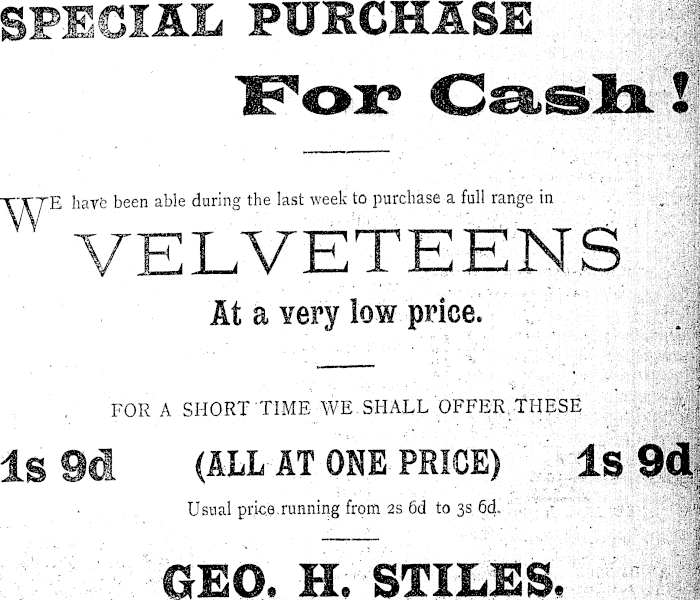 SPECIAL PURCHASE
For Cash!
WE have been able during the last week to purchase a full range in
VELVETEENS
At a very low price.
FOR A SHORT TIME WE SHALL OFFER THESE
1s 9d (ALL AT ONE PRICE) 1s 9d
Usual price running from 2s 6d to 3s 6d.
GEO. H. STILES.